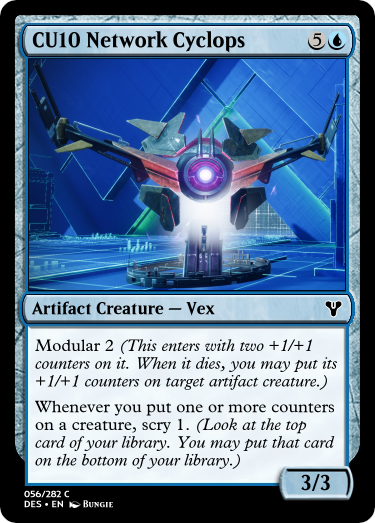 CU10 Network Cyclops 5
Artifact Creature — Vex
Modular 2 (This enters with two +1/+1
counters on it. When it dies, you may put its
+1/+1 counters on target artifact creature.)
Whenever you put one or more counters
on a creature, scry 1. (Look at the top
card of your library. You may put that card
on the bottom of your library.)
3/3
056/282 C
DES • EN Bungie